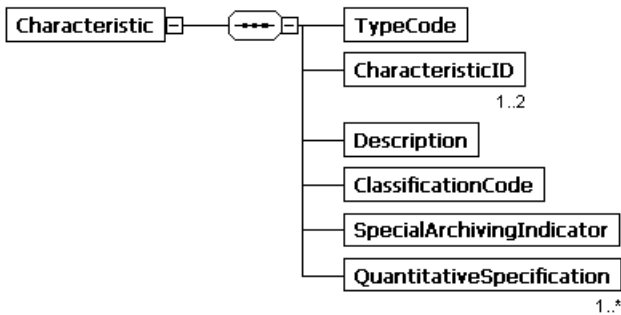 Characteristic
TypeCode
CharacteristicID
1..2
Description
ClassificationCode
SpecialArchivingIndicator
QuantitativeSpecification
1..*